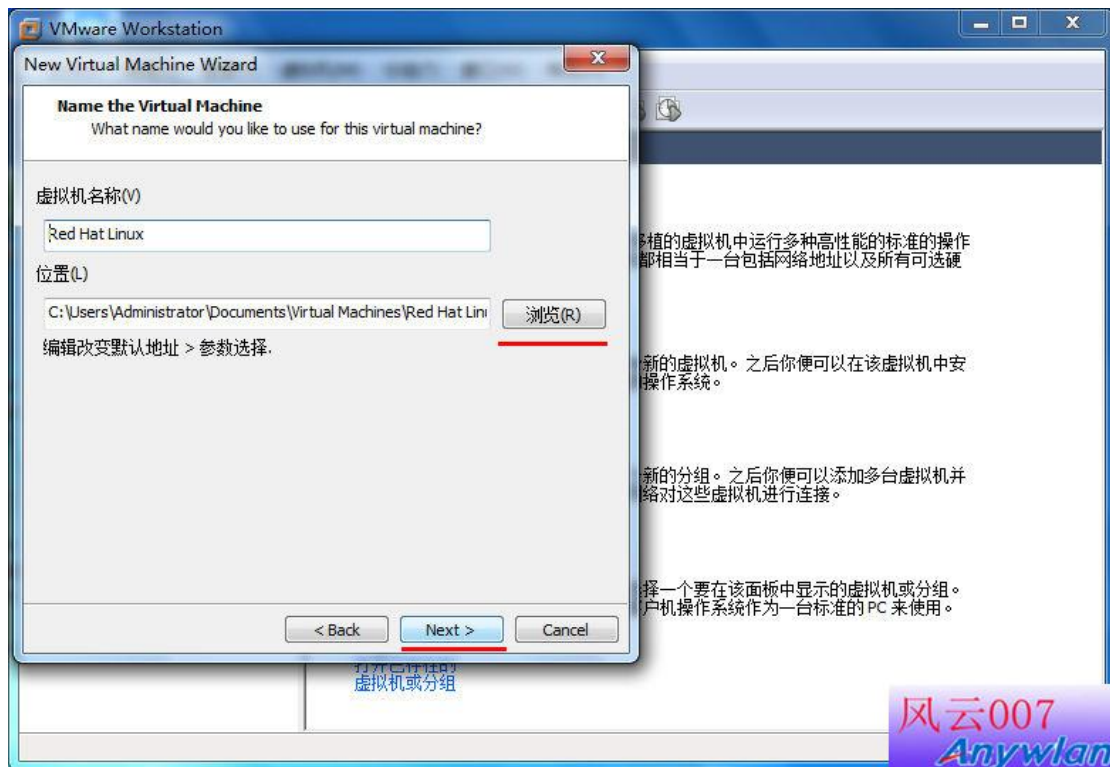 VMware Workstation
New Virtual Machine Wizard
Name the Virtual Machine
What name would you like to use for this virtual machine?
虚拟机名称(V)
Red Hat Linux
位置(L)
C:\Users\Administrator\Documents\Virtual Machines\Red Hat Lin
浏览(R)
编辑改变默认地址 > 参数选择.
植的虚拟机中运行多种高性能的标准的操作
都相当于一台包括网络地址以及所有可选硬
新的虚拟机。之后你便可以在该虚拟机中安
操作系统。
新的分组。之后你便可以添加多台虚拟机并
络对这些虚拟机进行连接。
择一个要在该面板中显示的虚拟机或分组。
户机操作系统作为一台标准的 PC 来使用。
< Back
Next >
Cancel
打开已存在的
虚拟机或分组
风云007
Anywlan